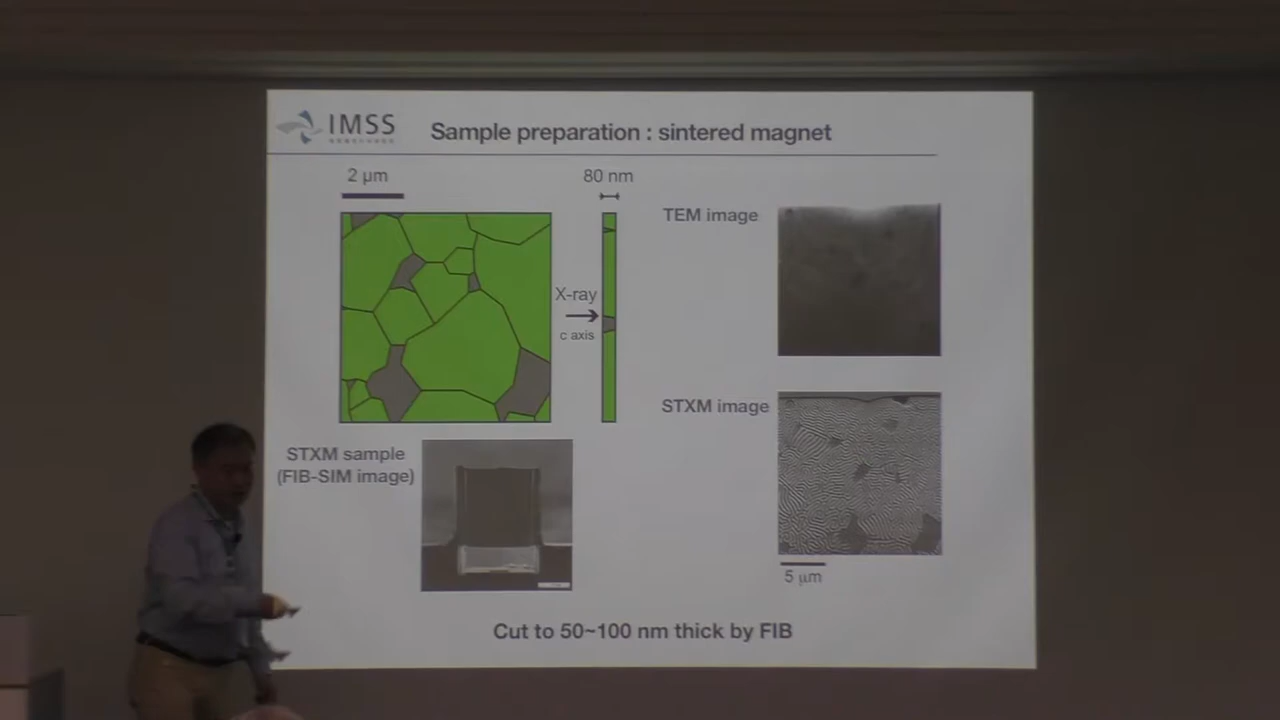 IMSS
Sample preparation : sintered magnet
2 µm
80 nm
TEM image
X-ray
c axis
STXM image
STXM sample
(FIB-SIM image)
5 µm
Cut to 50~100 nm thick by FIB